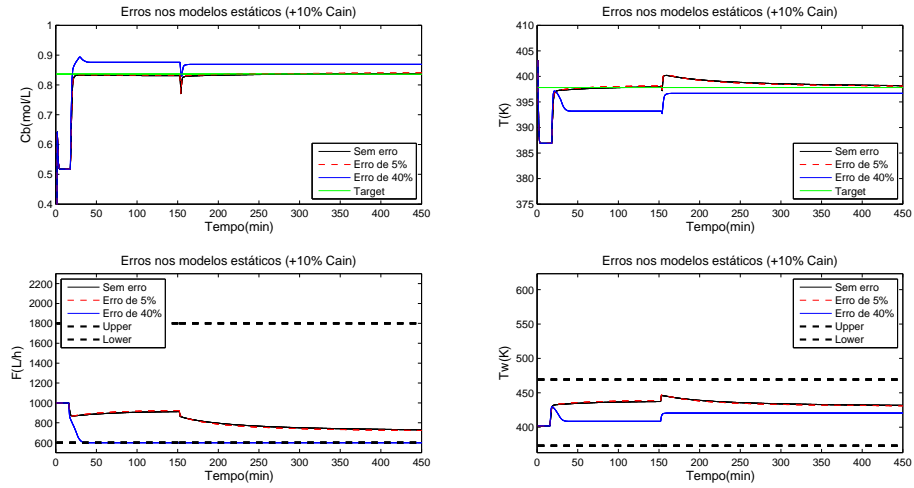 Erros nos modelos estáticos (+10% Cain)
1
0.9
0.8
0.7
0.6
0.5
0.4
Cb(mol/L)
0 50 100 150 200 250 300 350 400 450
Tempo(min)
Sem erro
Erro de 5%
Erro de 40%
Target
Erros nos modelos estáticos (+10% Cain)
410
405
400
395
390
385
380
375
T(K)
0 50 100 150 200 250 300 350 400 450
Tempo(min)
Sem erro
Erro de 5%
Erro de 40%
Target
Erros nos modelos estáticos (+10% Cain)
2200
2000
1800
1600
1400
1200
1000
800
600
F(L/h)
0 50 100 150 200 250 300 350 400 450
Tempo(min)
Sem erro
Erro de 5%
Erro de 40%
Upper
Lower
Erros nos modelos estáticos (+10% Cain)
600
550
500
450
400
Tw(K)
0 50 100 150 200 250 300 350 400 450
Tempo(min)
Sem erro
Erro de 5%
Erro de 40%
Upper
Lower